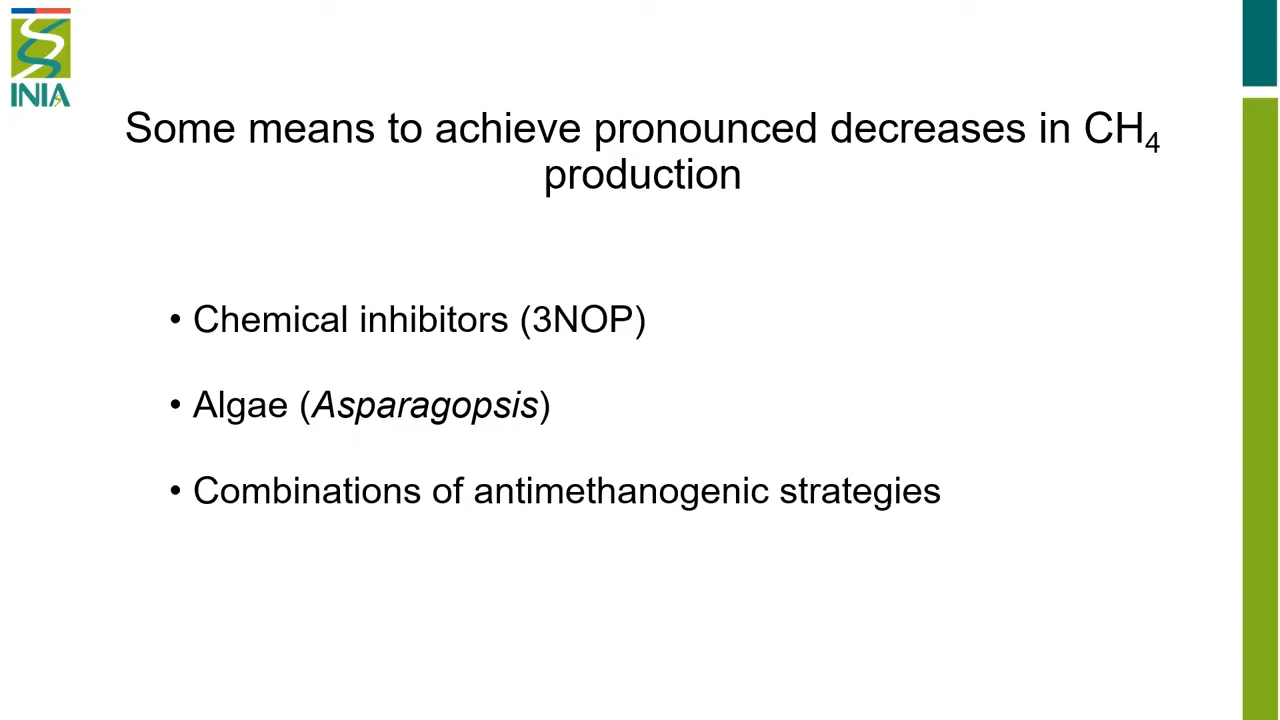 INIA
Some means to achieve pronounced decreases in CH₄
production
• Chemical inhibitors (3NOP)
• Algae (Asparagopsis)
• Combinations of antimethanogenic strategies